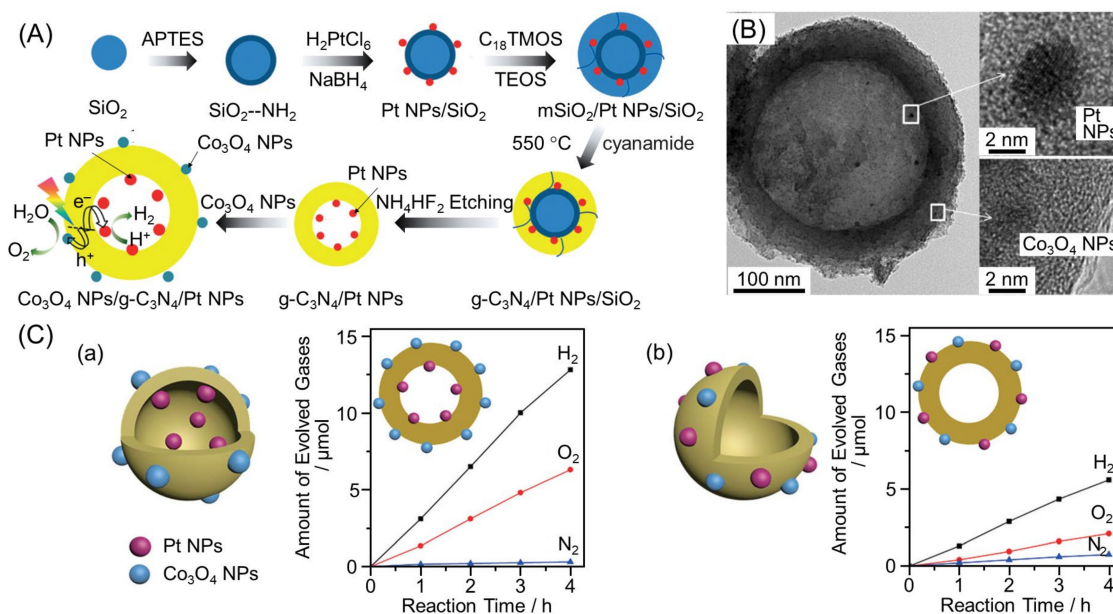 (A)
APTES
H₂PtCl₆
NaBH₄
C₁₈TMOS
TEOS
SiO₂
SiO₂--NH₂
Pt NPs/SiO₂
mSiO₂/Pt NPs/SiO₂
550 °C
cyanamide
Pt NPs
Co₃O₄ NPs
H₂O
O₂
e⁻
h⁺
H₂
H⁺
Co₃O₄ NPs
Pt NPs
NH₄HF₂ Etching
Co₃O₄ NPs/g-C₃N₄/Pt NPs
g-C₃N₄/Pt NPs
g-C₃N₄/Pt NPs/SiO₂
(B)
100 nm
Pt
NPs
2 nm
Co₃O₄ NPs
2 nm
(C)
(a)
Pt NPs
Co₃O₄ NPs
Amount of Evolved Gases
/ μmol
15
10
5
0
H₂
O₂
N₂
0 1 2 3 4
Reaction Time / h
(b)
Amount of Evolved Gases
/ μmol
15
10
5
0
H₂
O₂
N₂
0 1 2 3 4
Reaction Time / h